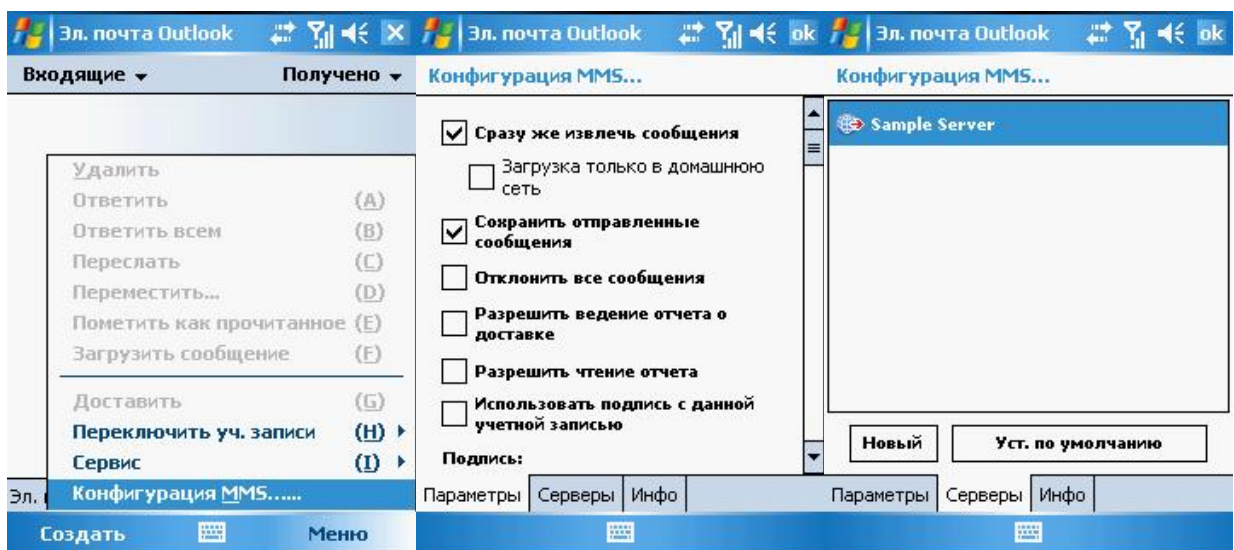 Эл. почта Outlook
Входящие
Получено
Удалить
Ответить (A)
Ответить всем (B)
Переслать (C)
Переместить... (D)
Пометить как прочитанное (E)
Загрузить сообщение (F)
Доставить (G)
Переключить уч. записи (H)
Сервис (I)
Эл.
Конфигурация MMS......
Создать
Меню
Эл. почта Outlook
ok
Конфигурация MMS...
Сразу же извлечь сообщения
Загрузка только в домашнюю
сеть
Сохранить отправленные
сообщения
Отклонить все сообщения
Разрешить ведение отчета о
доставке
Разрешить чтение отчета
Использовать подпись с данной
учетной записью
Подпись:
Параметры Серверы Инфо
Эл. почта Outlook
ok
Конфигурация MMS...
Sample Server
Новый
Уст. по умолчанию
Параметры Серверы Инфо